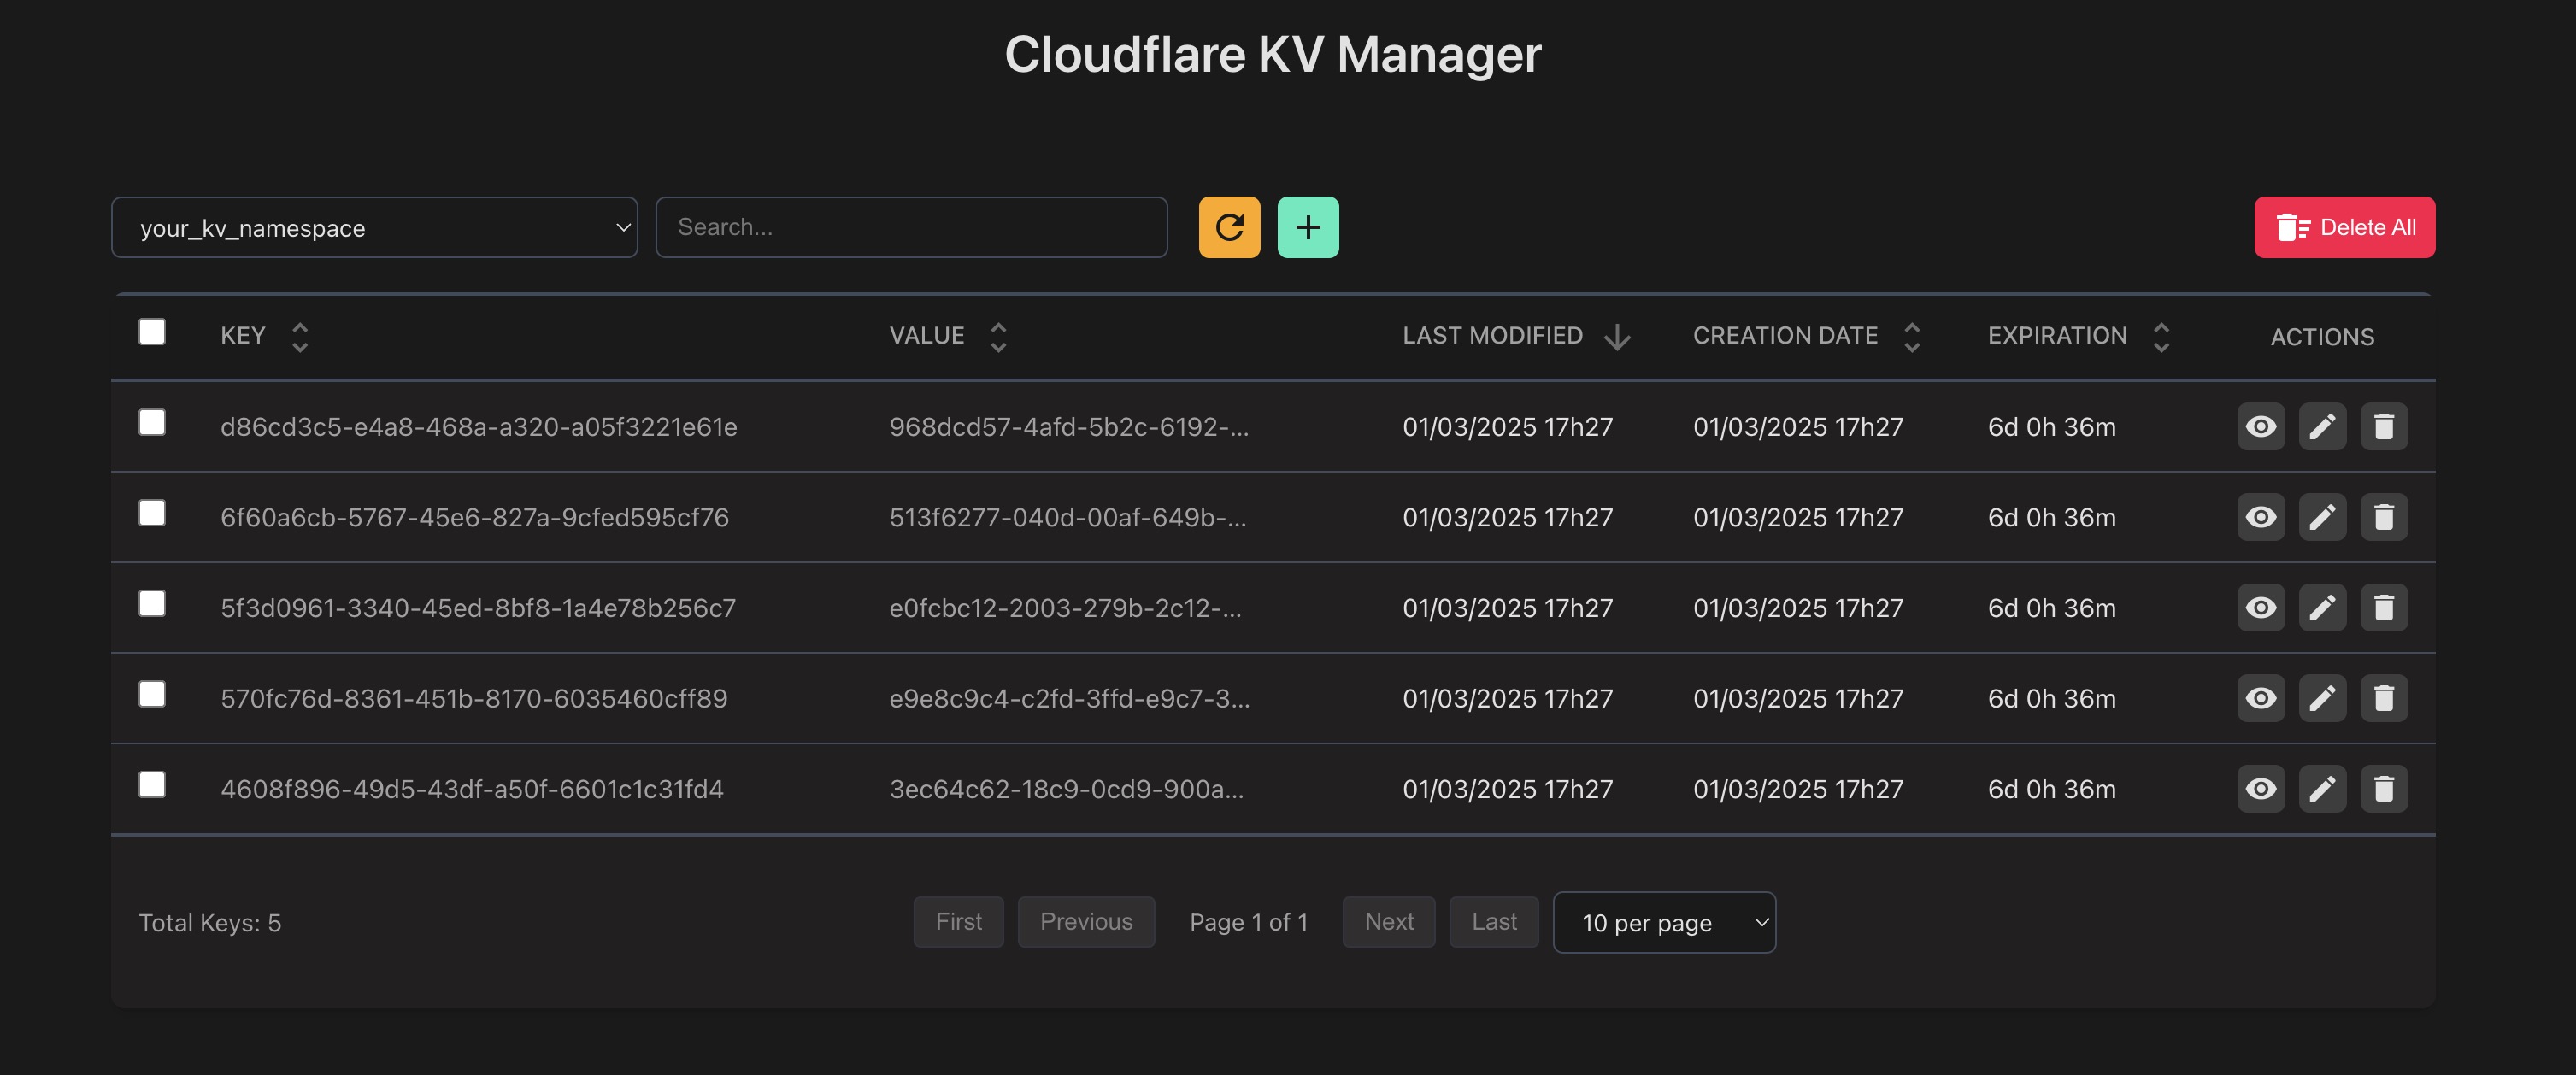 Cloudflare KV Manager
your_kv_namespace Search... Delete All
KEY VALUE LAST MODIFIED CREATION DATE EXPIRATION ACTIONS
d86cd3c5-e4a8-468a-a320-a05f3221e61e 968dcd57-4afd-5b2c-6192-... 01/03/2025 17h27 01/03/2025 17h27 6d 0h 36m
6f60a6cb-5767-45e6-827a-9cfed595cf76 513f6277-040d-00af-649b-... 01/03/2025 17h27 01/03/2025 17h27 6d 0h 36m
5f3d0961-3340-45ed-8bf8-1a4e78b256c7 e0fcbc12-2003-279b-2c12-... 01/03/2025 17h27 01/03/2025 17h27 6d 0h 36m
570fc76d-8361-451b-8170-6035460cff89 e9e8c9c4-c2fd-3ffd-e9c7-3... 01/03/2025 17h27 01/03/2025 17h27 6d 0h 36m
4608f896-49d5-43df-a50f-6601c1c31fd4 3ec64c62-18c9-0cd9-900a... 01/03/2025 17h27 01/03/2025 17h27 6d 0h 36m
Total Keys: 5 First Previous Page 1 of 1 Next Last 10 per page